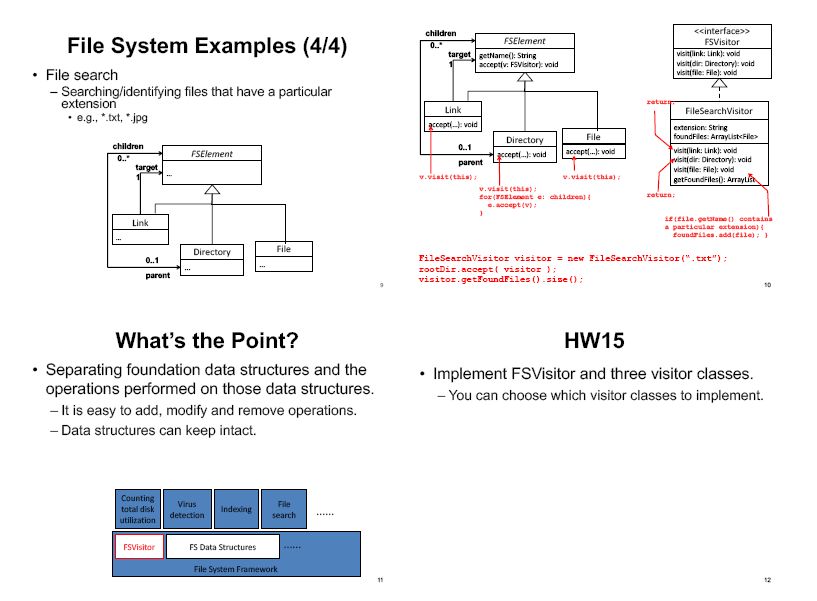 File System Examples (4/4)
• File search
– Searching/identifying files that have a particular
extension
• e.g., *.txt, *.jpg
children
0..*
target
1
FSElement
...
Link
...
Directory
...
File
...
0..1
parent
9
children
0..*
target
1
FSElement
getName(): String
accept(v: FSVisitor): void
Link
accept(...): void
Directory
accept(...): void
File
accept(...): void
0..1
parent
v.visit(this);
v.visit(this);
for(FSElement e: children){
e.accept(v);
}
v.visit(this);
<<interface>>
FSVisitor
visit(link: Link): void
visit(dir: Directory): void
visit(file: File): void
return;
FileSearchVisitor
extension: String
foundFiles: ArrayList<File>
visit(link: Link): void
visit(dir: Directory): void
visit(file: File): void
getFoundFiles(): ArrayList
return;
if(file.getName() contains
a particular extension){
foundFiles.add(file); }
FileSearchVisitor visitor = new FileSearchVisitor(“.txt”);
rootDir.accept( visitor );
visitor.getFoundFiles().size();
10
What’s the Point?
• Separating foundation data structures and the
operations performed on those data structures.
– It is easy to add, modify and remove operations.
– Data structures can keep intact.
Counting
total disk
utilization
Virus
detection
Indexing
File
search
......
FSVisitor
FS Data Structures
......
File System Framework
11
HW15
• Implement FSVisitor and three visitor classes.
– You can choose which visitor classes to implement.
12